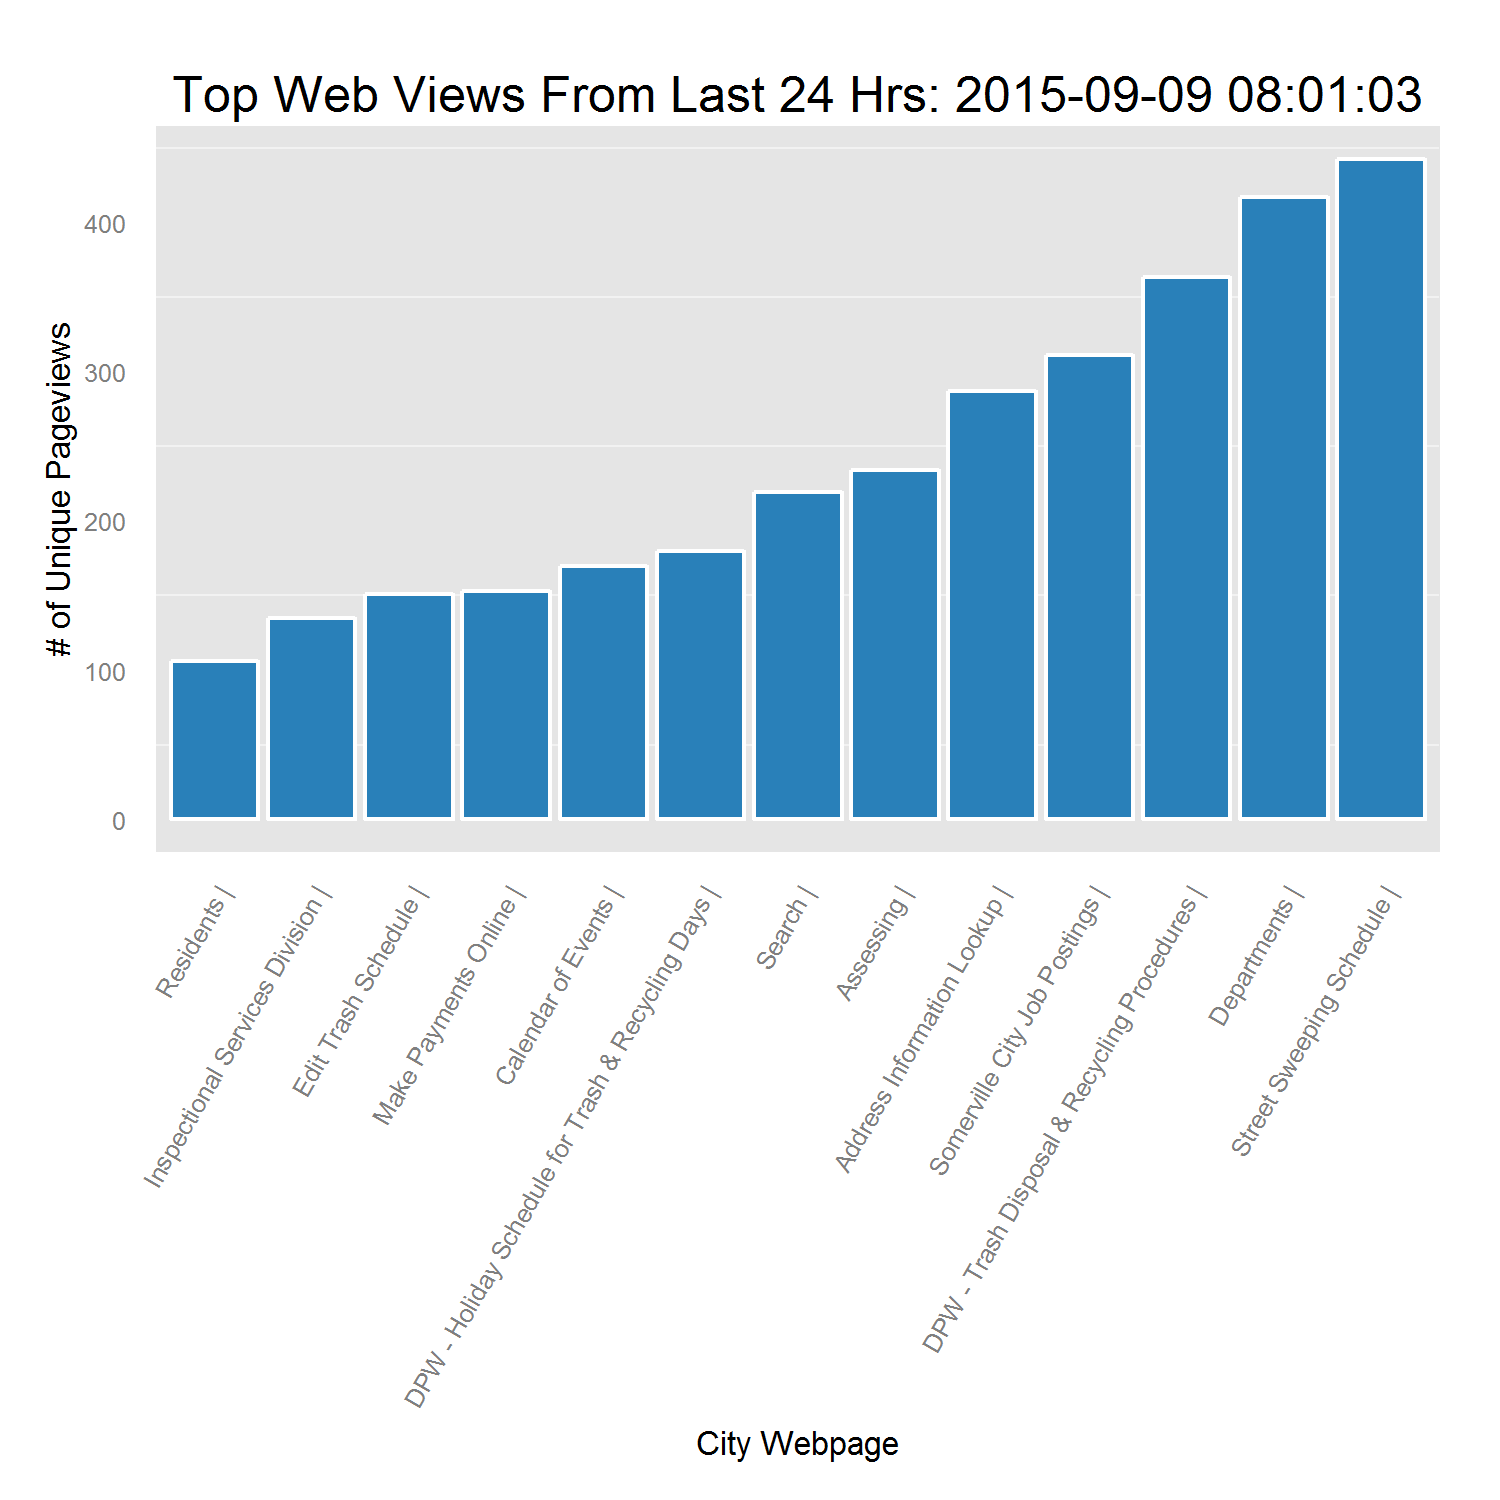 Top Web Views From Last 24 Hrs: 2015-09-09 08:01:03
# of Unique Pageviews
400
300
200
100
0
Residents |
Inspectional Services Division |
Edit Trash Schedule |
Make Payments Online |
Calendar of Events |
DPW - Holiday Schedule for Trash & Recycling Days |
Search |
Assessing |
Address Information Lookup |
Somerville City Job Postings |
DPW - Trash Disposal & Recycling Procedures |
Departments |
Street Sweeping Schedule |
City Webpage